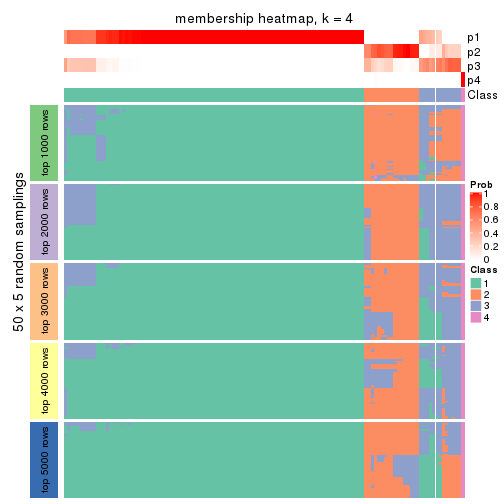 membership heatmap, k = 4
p1
p2
p3
p4
Class
50 x 5 random samplings
top 1000 rows
top 2000 rows
top 3000 rows
top 4000 rows
top 5000 rows
Prob
1
0.8
0.6
0.4
0.2
0
Class
1
2
3
4